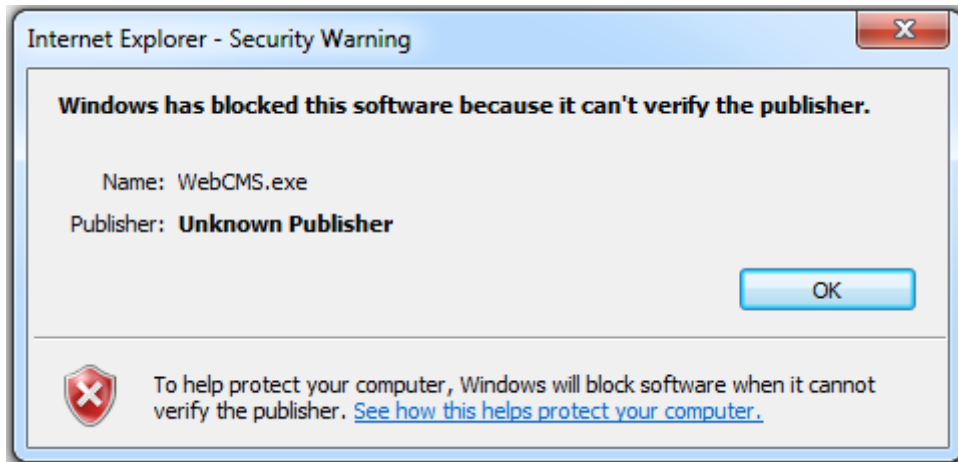 Internet Explorer - Security Warning
Windows has blocked this software because it can't verify the publisher.
Name: WebCMS.exe
Publisher: Unknown Publisher
OK
To help protect your computer, Windows will block software when it cannot
verify the publisher. See how this helps protect your computer.